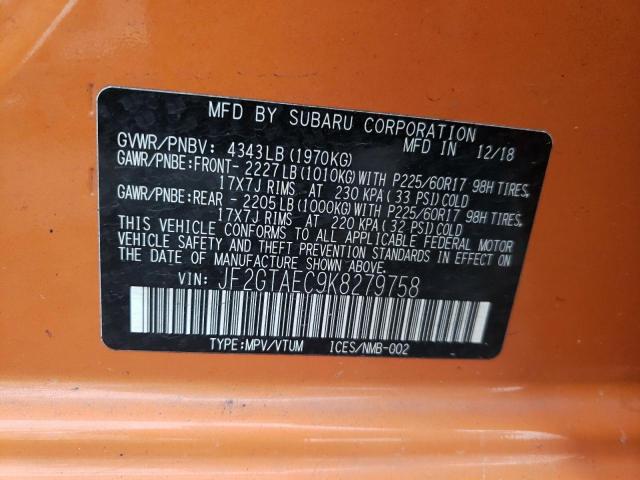 MFD BY SUBARU CORPORATION
GVWR/PNBV: 4343LB(1970KG) MFD IN 12/18
GAWR/PNBE:FRONT- 2227LB(1010KG)WITH P225/60R17 98H TIRES,
17X7J RIMS AT 230 KPA(33 PSI)COLD
GAWR/PNBE:REAR - 2205LB(1000KG)WITH P225/60R17 98H TIRES,
17X7J RIMS AT 220 KPA(32 PSI)COLD
THIS VEHICLE CONFORMS TO ALL APPLICABLE FEDERAL MOTOR
VEHICLE SAFETY AND THEFT PREVENTION STANDARDS IN EFFECT ON
THE DATE OF MANUFACTURE SHOWN ABOVE.
VIN: JF2GTAEC9K8279758
TYPE:MPV/VTUM ICES/NMB-002